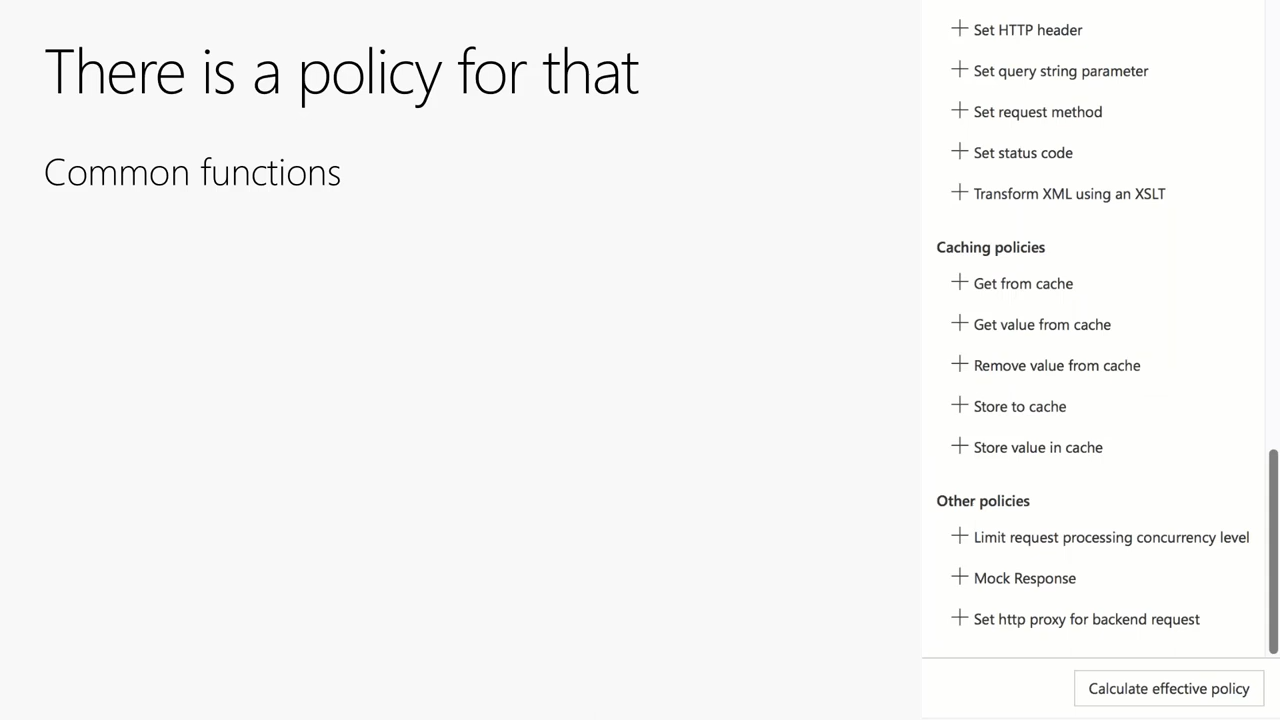 There is a policy for that
Common functions
Set HTTP header
Set query string parameter
Set request method
Set status code
Transform XML using an XSLT
Caching policies
Get from cache
Get value from cache
Remove value from cache
Store to cache
Store value in cache
Other policies
Limit request processing concurrency level
Mock Response
Set http proxy for backend request
Calculate effective policy